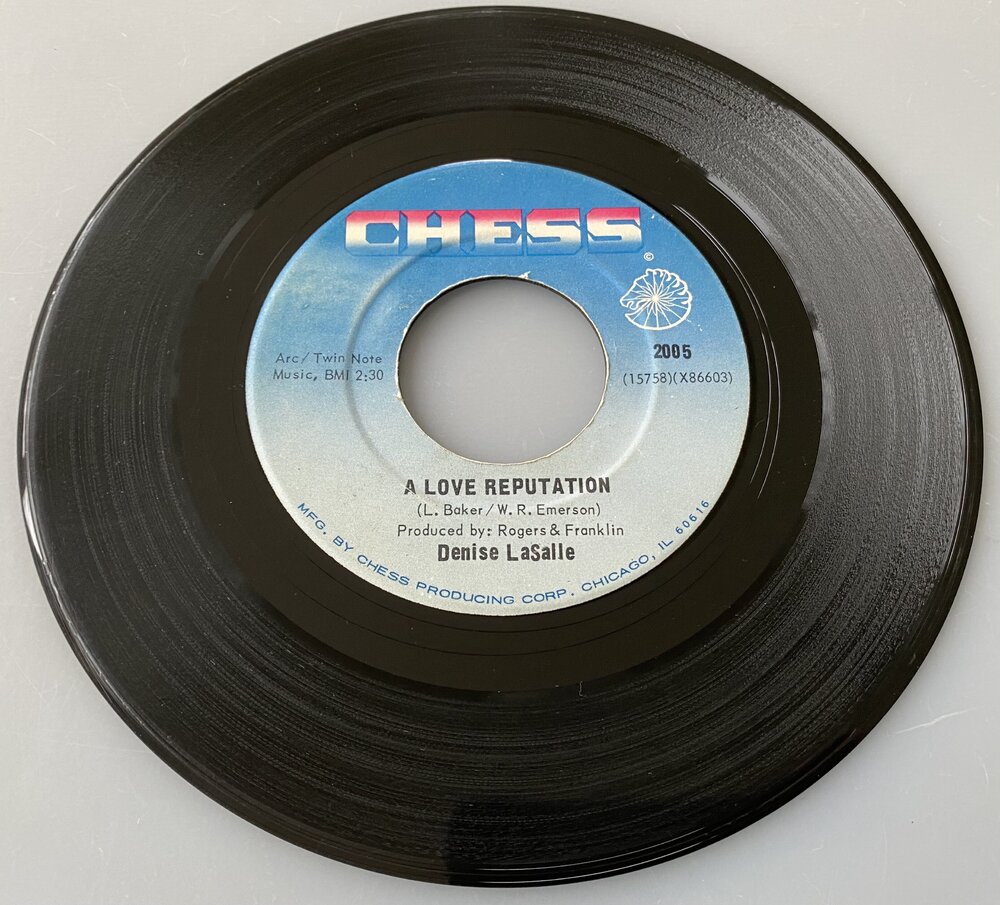 CHESS
©
2005
Arc/Twin Note
Music, BMI 2:30
(15758)(X86603)
A LOVE REPUTATION
(L. Baker/W. R. Emerson)
Produced by: Rogers & Franklin
Denise LaSalle
MFG. BY CHESS PRODUCING CORP. CHICAGO, IL 60616